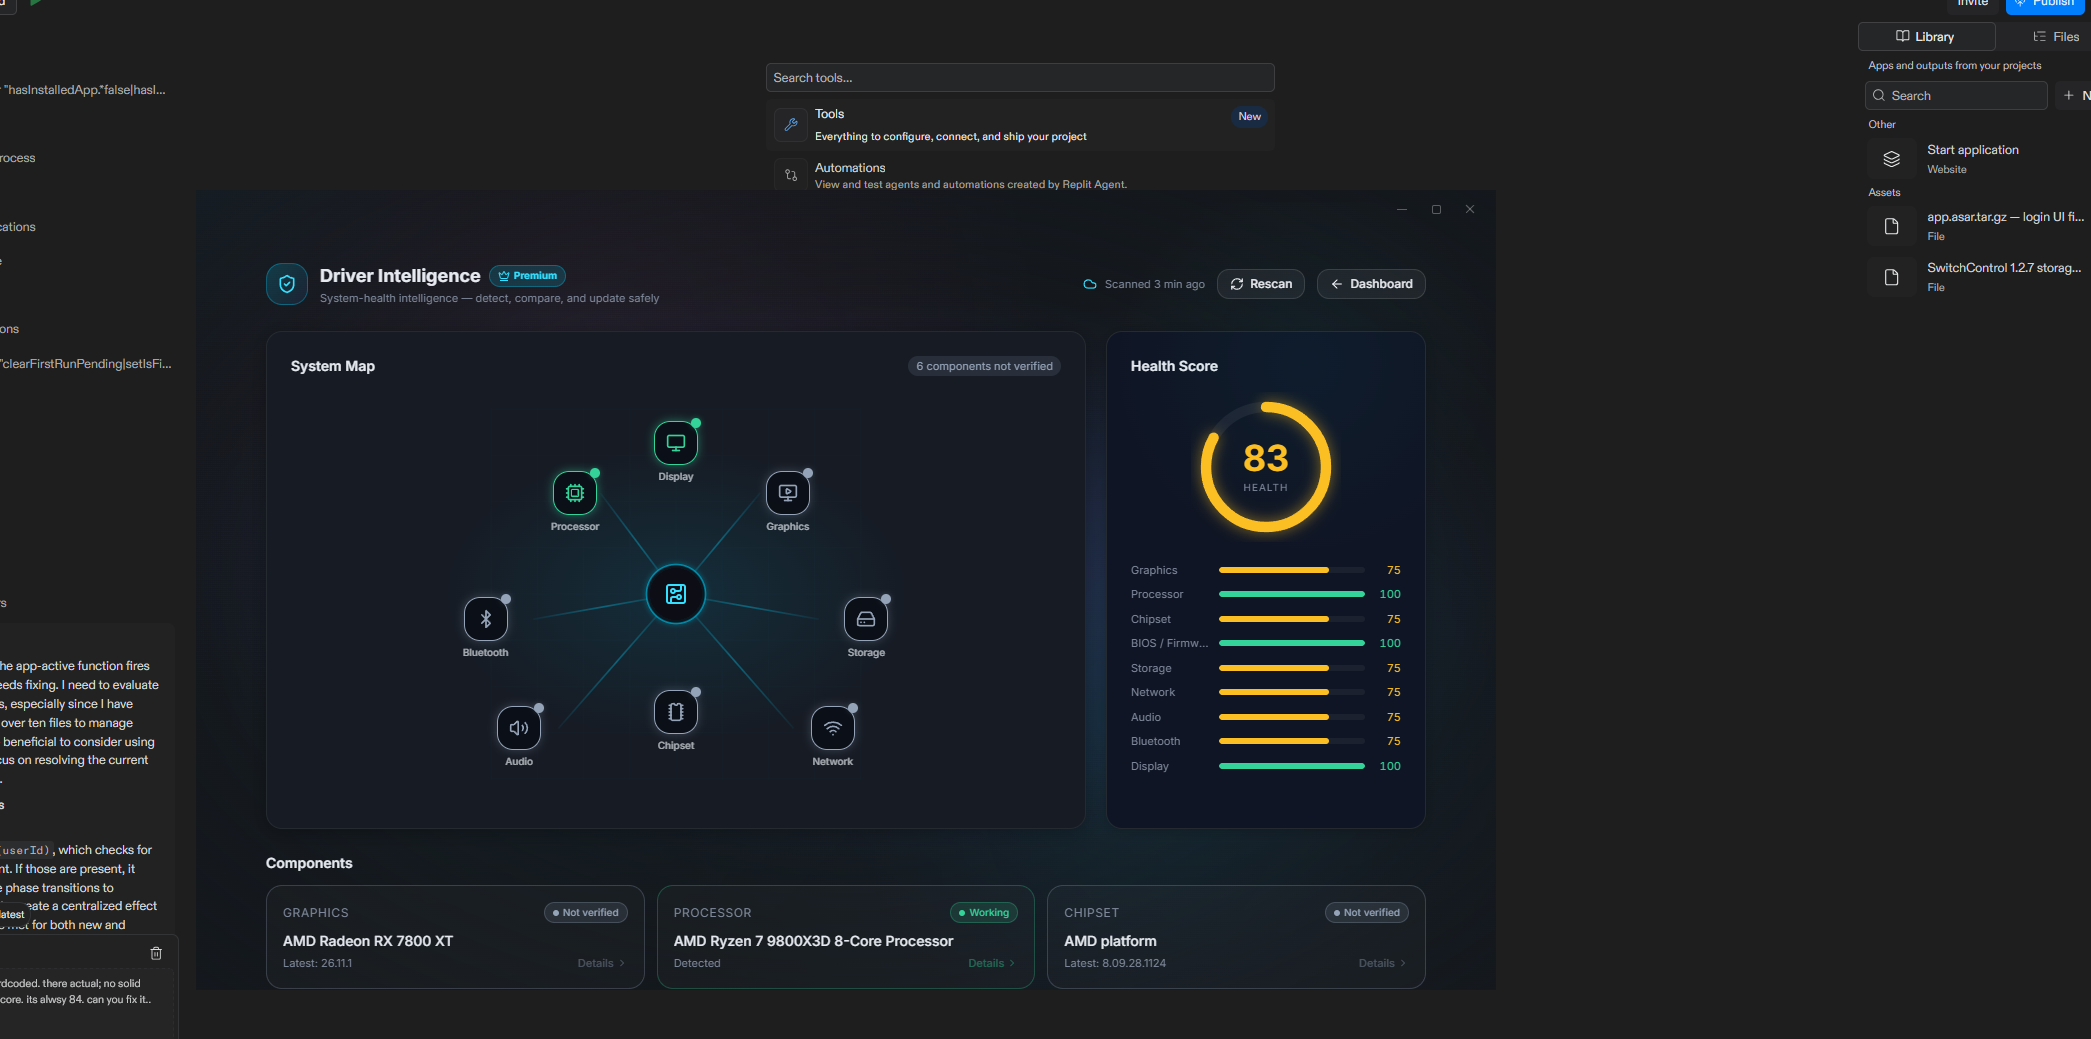 Invite
Publish
Library
Files
Apps and outputs from your projects
Search
Other
Start application
Website
Assets
app.asar.tar.gz — login UI fi...
File
SwitchControl 1.2.7 storag...
File
"hasInstalledApp.*false|hasI...
rocess
ications
ons
"clearFirstRunPending|setIsFi...
he app-active function fires
eeds fixing. I need to evaluate
s, especially since I have
over ten files to manage
beneficial to consider using
cus on resolving the current
(userId), which checks for
nt. If those are present, it
phase transitions to
eate a centralized effect
latest
for both new and
rdcoded. there actual; no solid
core. its alwsy 84. can you fix it..
Search tools...
Tools
New
Everything to configure, connect, and ship your project
Automations
View and test agents and automations created by Replit Agent.
Driver Intelligence
Premium
System-health intelligence — detect, compare, and update safely
Scanned 3 min ago
Rescan
Dashboard
System Map
6 components not verified
Display
Processor
Graphics
Bluetooth
Storage
Audio
Chipset
Network
Health Score
83
HEALTH
Graphics 75
Processor 100
Chipset 75
BIOS / Firmw... 100
Storage 75
Network 75
Audio 75
Bluetooth 75
Display 100
Components
GRAPHICS
Not verified
AMD Radeon RX 7800 XT
Latest: 26.11.1
Details
PROCESSOR
Working
AMD Ryzen 7 9800X3D 8-Core Processor
Detected
Details
CHIPSET
Not verified
AMD platform
Latest: 8.09.28.1124
Details